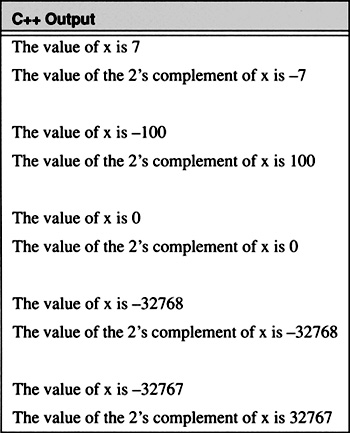 C++ Output
The value of x is 7
The value of the 2’s complement of x is –7
The value of x is –100
The value of the 2’s complement of x is 100
The value of x is 0
The value of the 2’s complement of x is 0
The value of x is –32768
The value of the 2’s complement of x is –32768
The value of x is –32767
The value of the 2’s complement of x is 32767